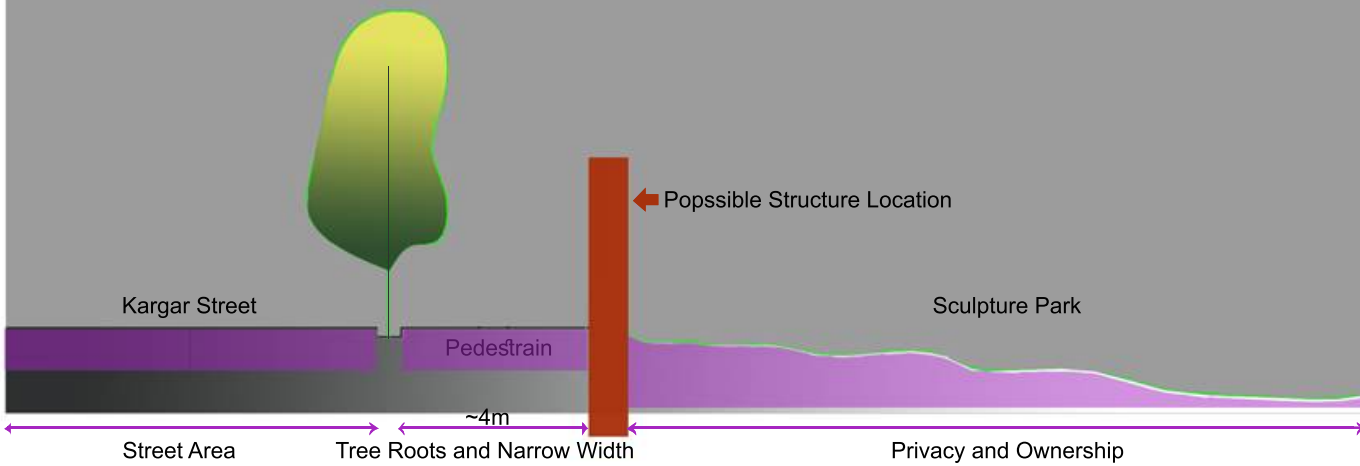 Popssible Structure Location
Kargar Street
Sculpture Park
Pedestrain
~4m
Street Area
Tree Roots and Narrow Width
Privacy and Ownership